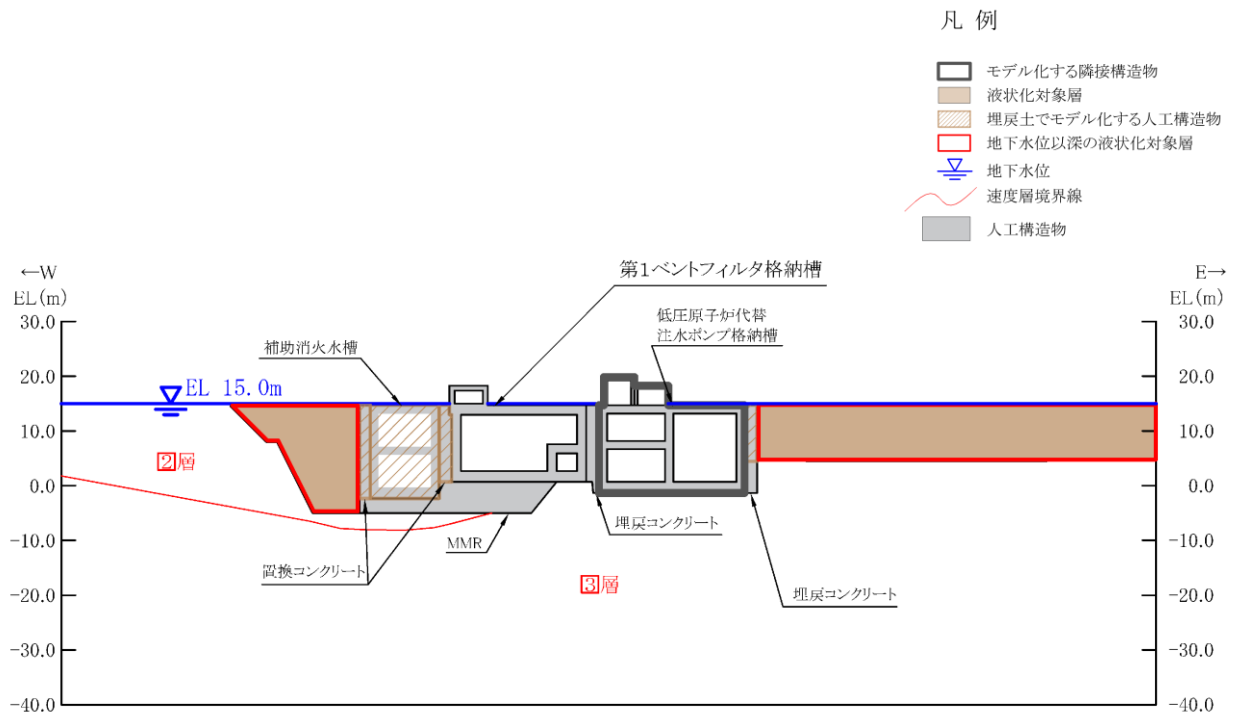 凡 例
モデル化する隣接構造物
液状化対象層
埋戻土でモデル化する人工構造物
地下水位以深の液状化対象層
地下水位
速度層境界線
人工構造物
←W
EL(m)
E→
EL(m)
第1ベントフィルタ格納槽
低圧原子炉代替
注水ポンプ格納槽
補助消火水槽
EL 15.0m
30.0
20.0
10.0
0.0
-10.0
-20.0
-30.0
-40.0
30.0
20.0
10.0
0.0
-10.0
-20.0
-30.0
-40.0
2層
3層
置換コンクリート
MMR
埋戻コンクリート
埋戻コンクリート